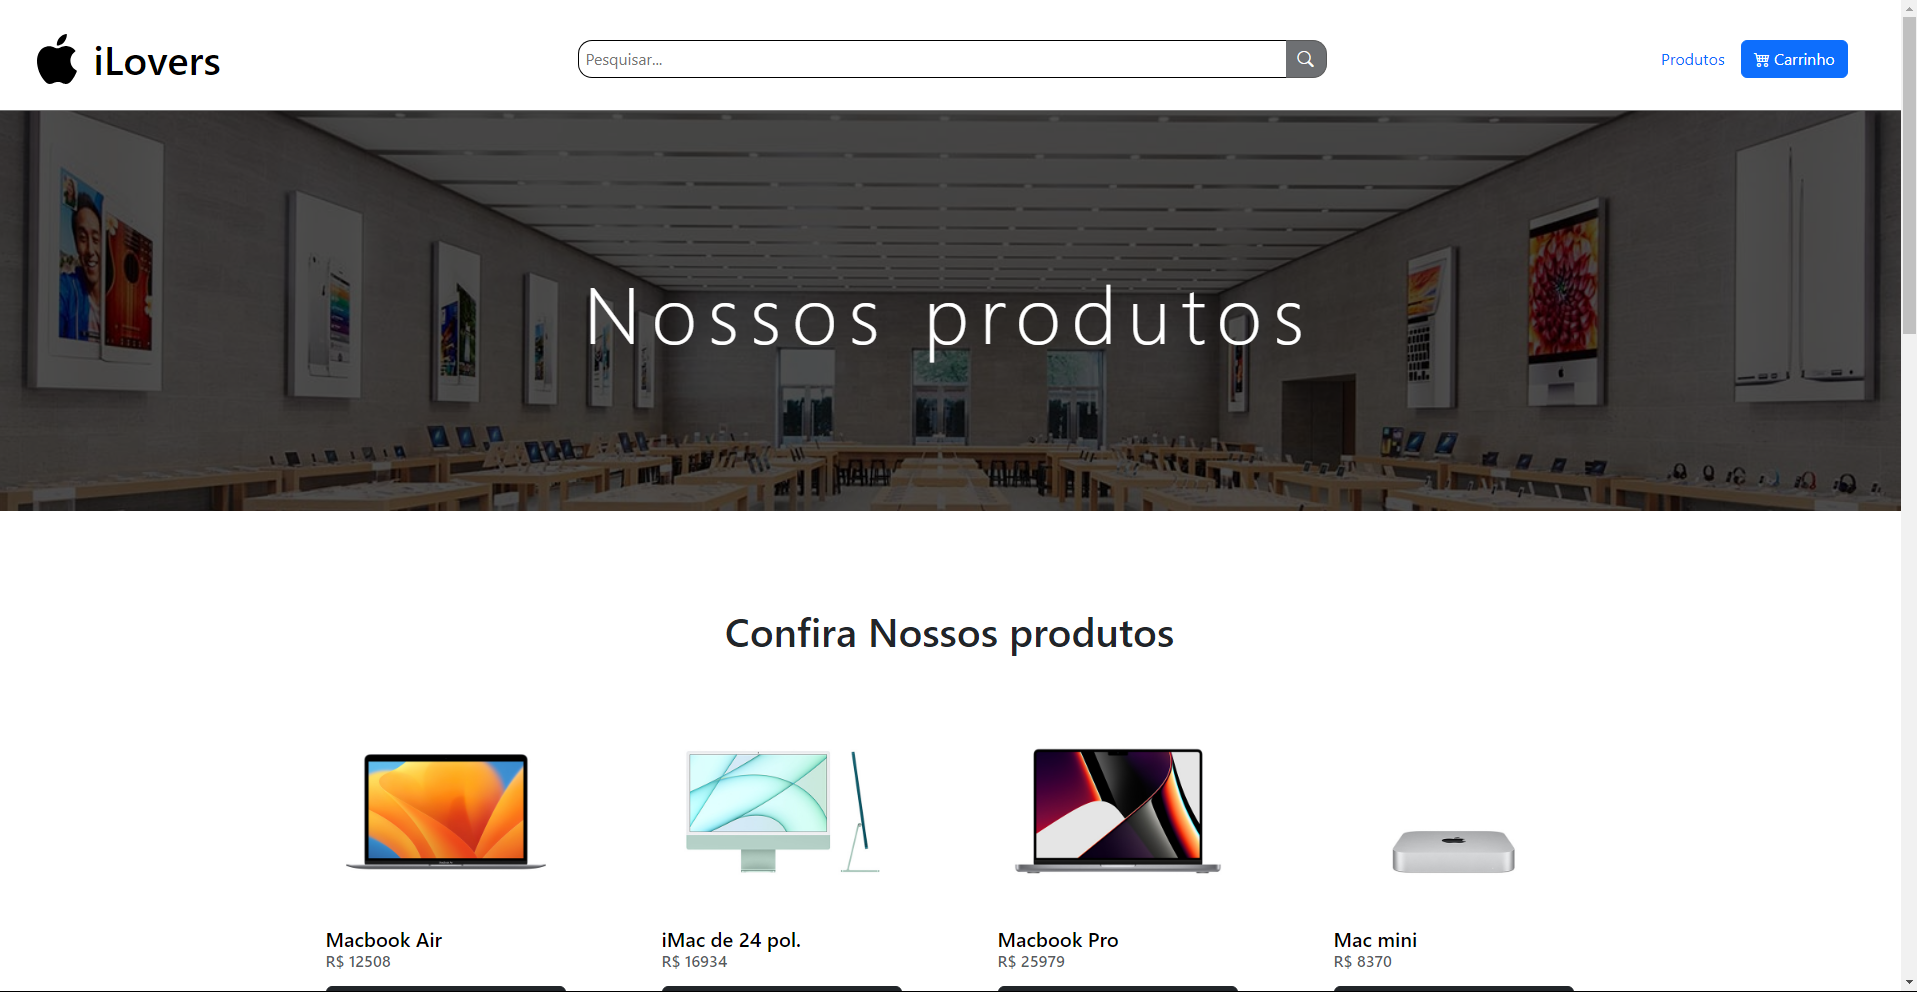 iLovers
Pesquisar...
Produtos
Carrinho
Nossos produtos
Confira Nossos produtos
Macbook Air
R$ 12508
iMac de 24 pol.
R$ 16934
Macbook Pro
R$ 25979
Mac mini
R$ 8370